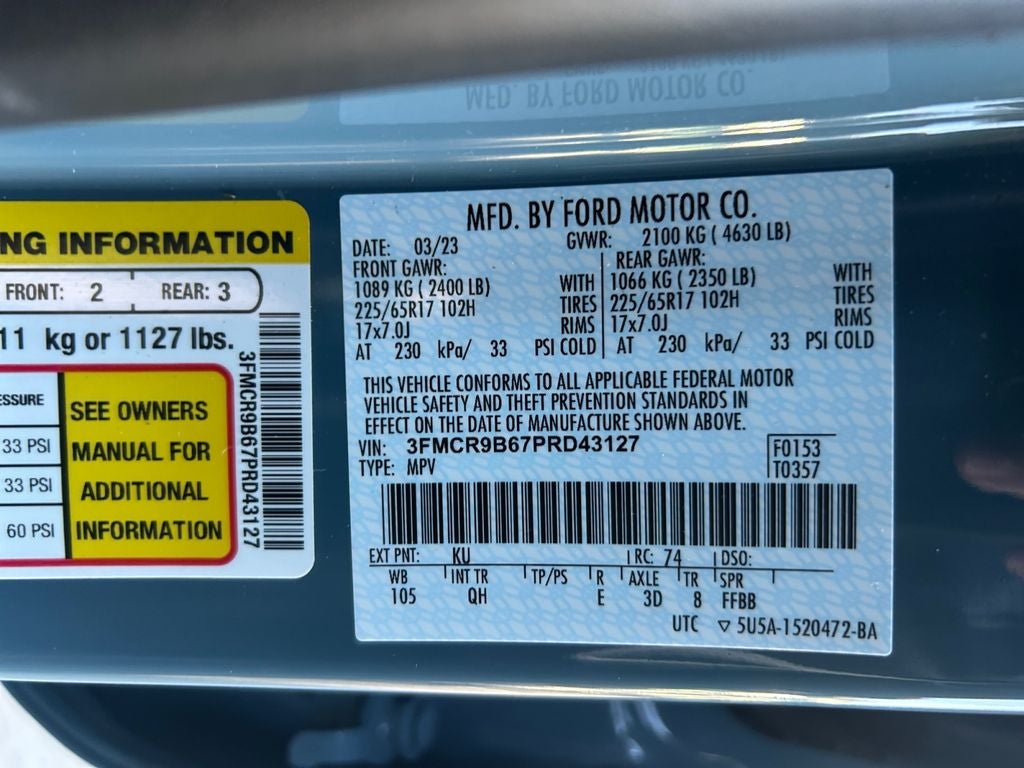 NG INFORMATION
FRONT: 2 REAR: 3
11 kg or 1127 lbs.
ESSURE
33 PSI
33 PSI
60 PSI
SEE OWNERS
MANUAL FOR
ADDITIONAL
INFORMATION
3FMCR9B67PRD43127
MFD. BY FORD MOTOR CO.
MFD. BY FORD MOTOR CO.
DATE: 03/23 GVWR: 2100 KG ( 4630 LB)
FRONT GAWR:
1089 KG ( 2400 LB) WITH
225/65R17 102H TIRES
17x7.0J RIMS
AT 230 kPa/ 33 PSI COLD
REAR GAWR:
1066 KG ( 2350 LB) WITH
225/65R17 102H TIRES
17x7.0J RIMS
AT 230 kPa/ 33 PSI COLD
THIS VEHICLE CONFORMS TO ALL APPLICABLE FEDERAL MOTOR
VEHICLE SAFETY AND THEFT PREVENTION STANDARDS IN
EFFECT ON THE DATE OF MANUFACTURE SHOWN ABOVE.
VIN: 3FMCR9B67PRD43127
TYPE: MPV
F0153
T0357
EXT PNT: KU RC: 74 DSO:
WB INT TR TP/PS R AXLE TR SPR
105 QH E 3D 8 FFBB
UTC ▽ 5U5A-1520472-BA